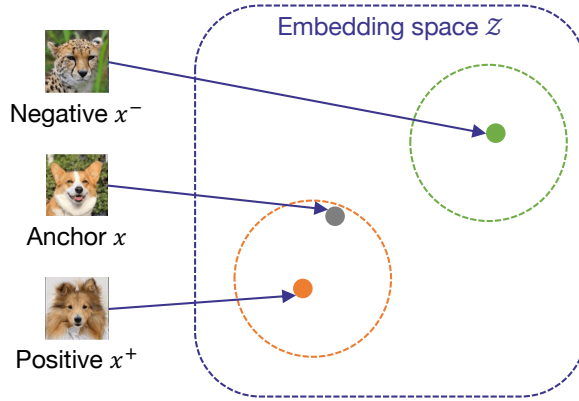 Embedding space 𝒵
Negative x⁻
Anchor x
Positive x⁺